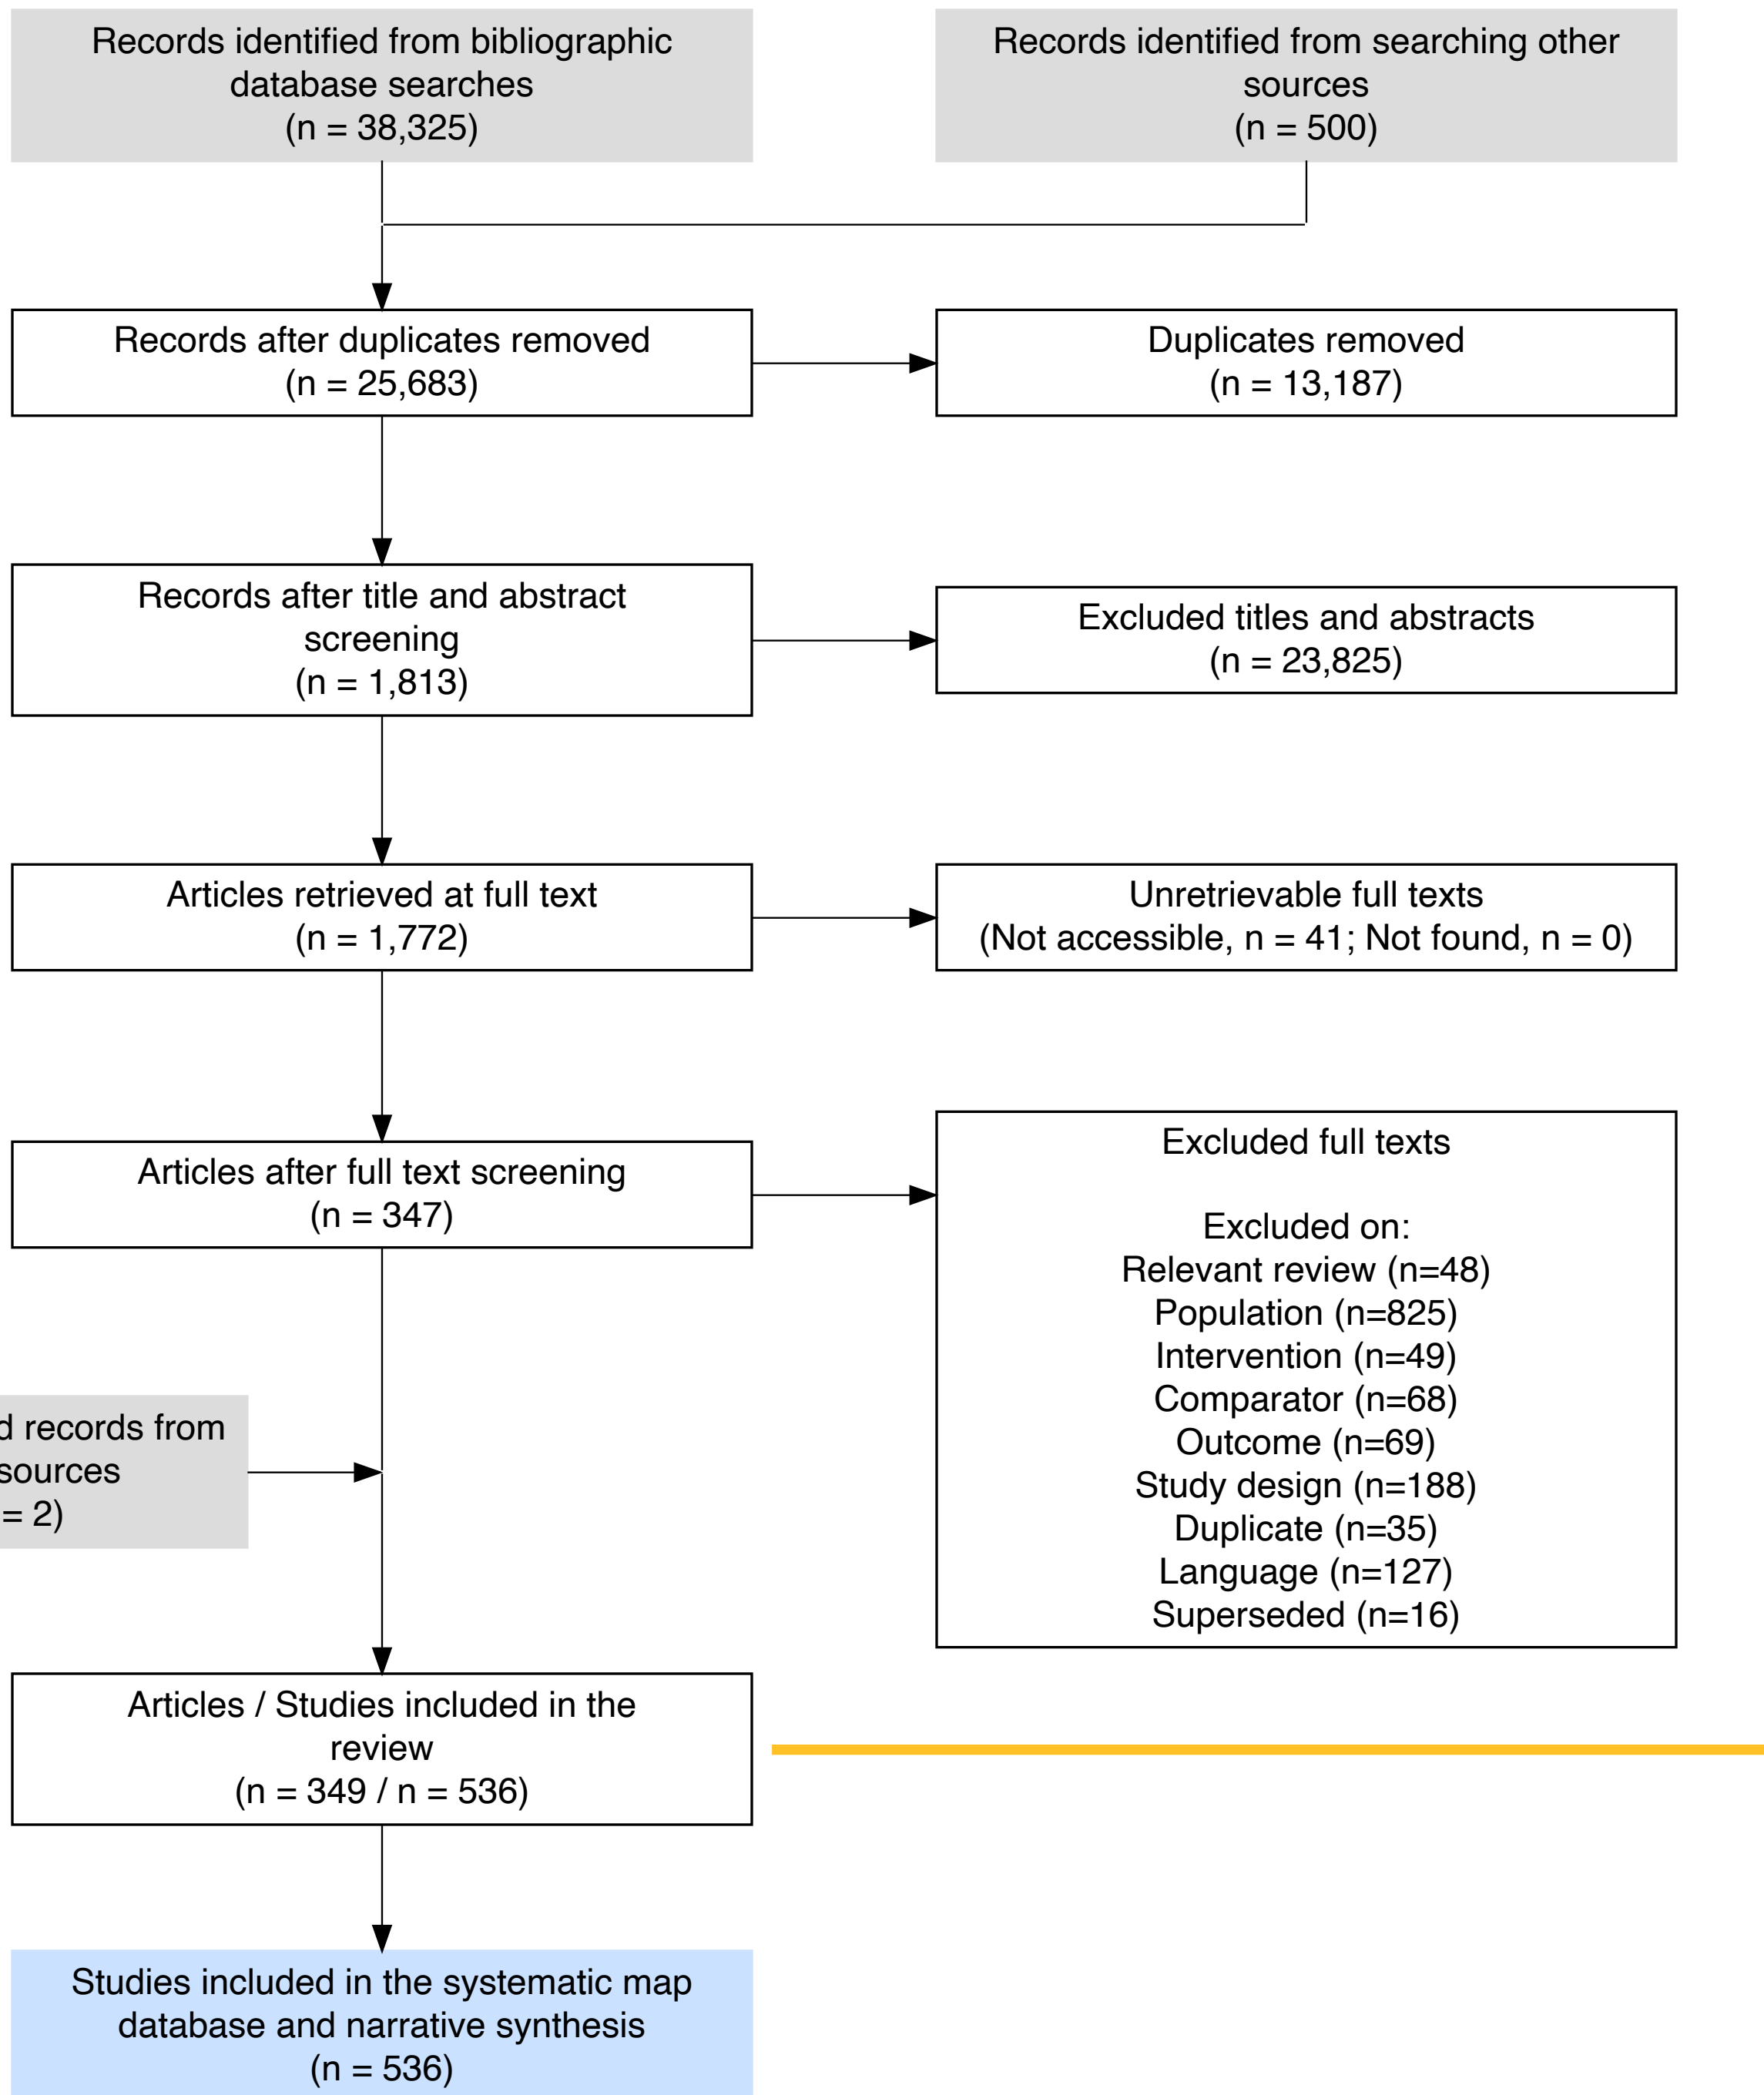 Records identified from bibliographic
database searches
(n = 38,325)
Records identified from searching other
sources
(n = 500)
Records after duplicates removed
(n = 25,683)
Duplicates removed
(n = 13,187)
Records after title and abstract
screening
(n = 1,813)
Excluded titles and abstracts
(n = 23,825)
Articles retrieved at full text
(n = 1,772)
Unretrievable full texts
(Not accessible, n = 41; Not found, n = 0)
Articles after full text screening
(n = 347)
Excluded full texts
Excluded on:
Relevant review (n=48)
Population (n=825)
Intervention (n=49)
Comparator (n=68)
Outcome (n=69)
Study design (n=188)
Duplicate (n=35)
Language (n=127)
Superseded (n=16)
records from
sources
= 2)
Articles / Studies included in the
review
(n = 349 / n = 536)
Studies included in the systematic map
database and narrative synthesis
(n = 536)